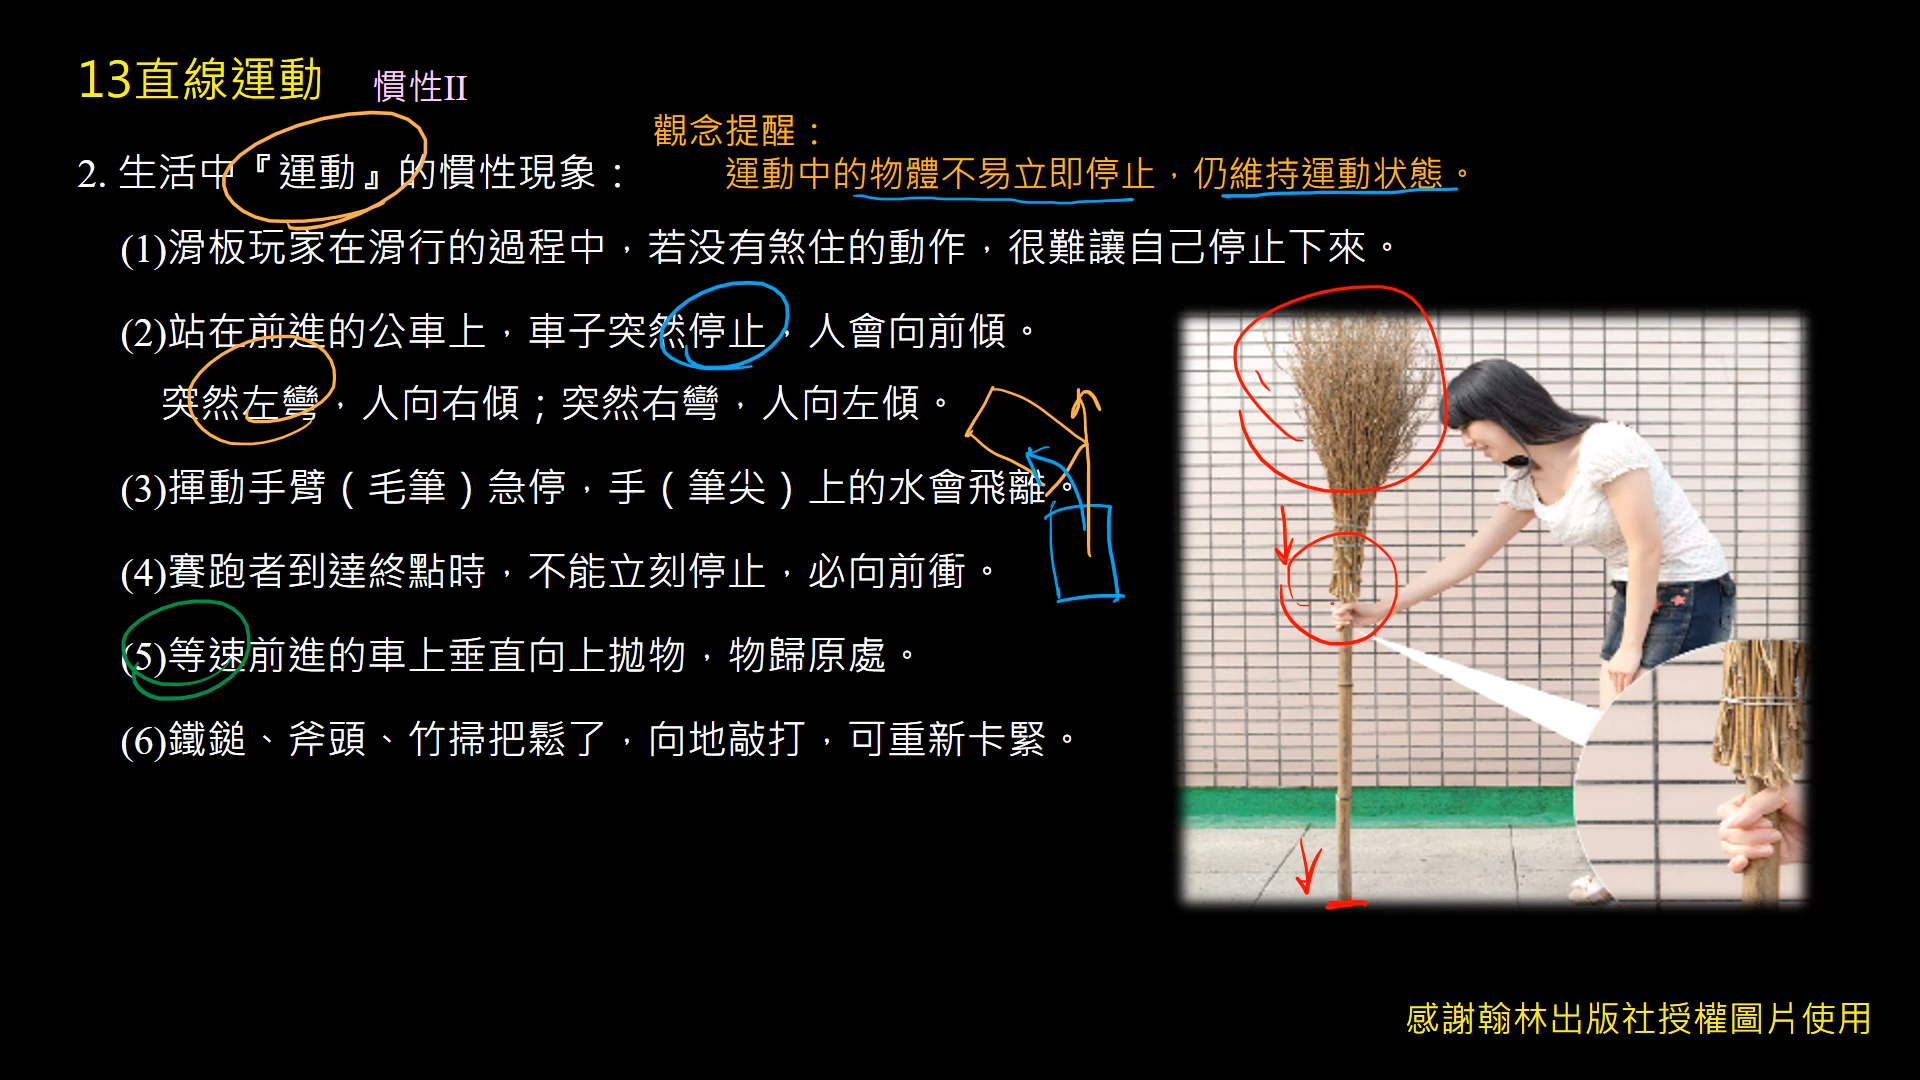 13直線運動 慣性II
觀念提醒：
2. 生活中『運動』的慣性現象： 運動中的物體不易立即停止，仍維持運動狀態。
(1)滑板玩家在滑行的過程中，若没有煞住的動作，很難讓自己停止下來。
(2)站在前進的公車上，車子突然停止，人會向前傾。
突然左彎，人向右傾；突然右彎，人向左傾。
(3)揮動手臂（毛筆）急停，手（筆尖）上的水會飛離。
(4)賽跑者到達終點時，不能立刻停止，必向前衝。
(5)等速前進的車上垂直向上拋物，物歸原處。
(6)鐵鎚、斧頭、竹掃把鬆了，向地敲打，可重新卡緊。
感謝翰林出版社授權圖片使用